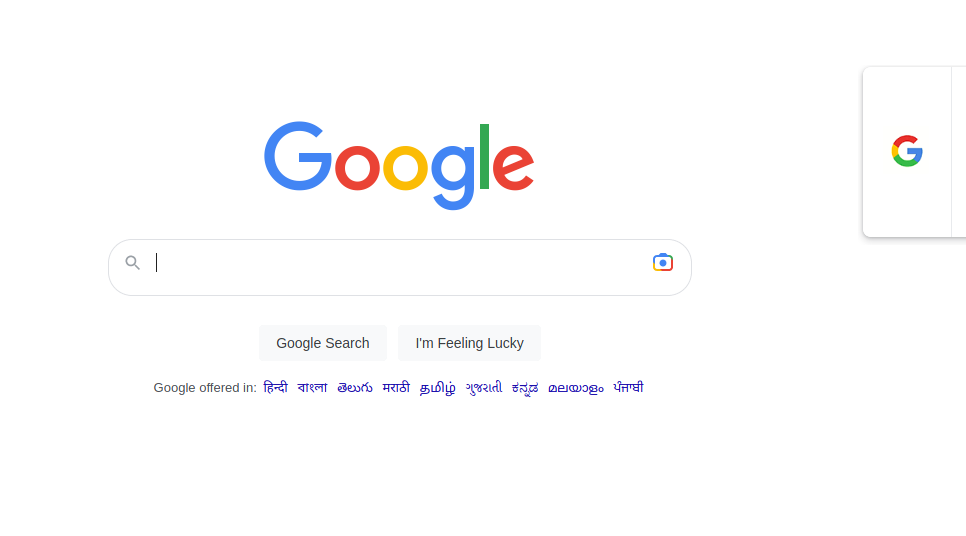 Google
Google Search I'm Feeling Lucky
Google offered in: हिन्दी বাংলা తెలుగు मराठी தமிழ் ગુજરાતી ಕನ್ನಡ മലയാളം ਪੰਜਾਬੀ